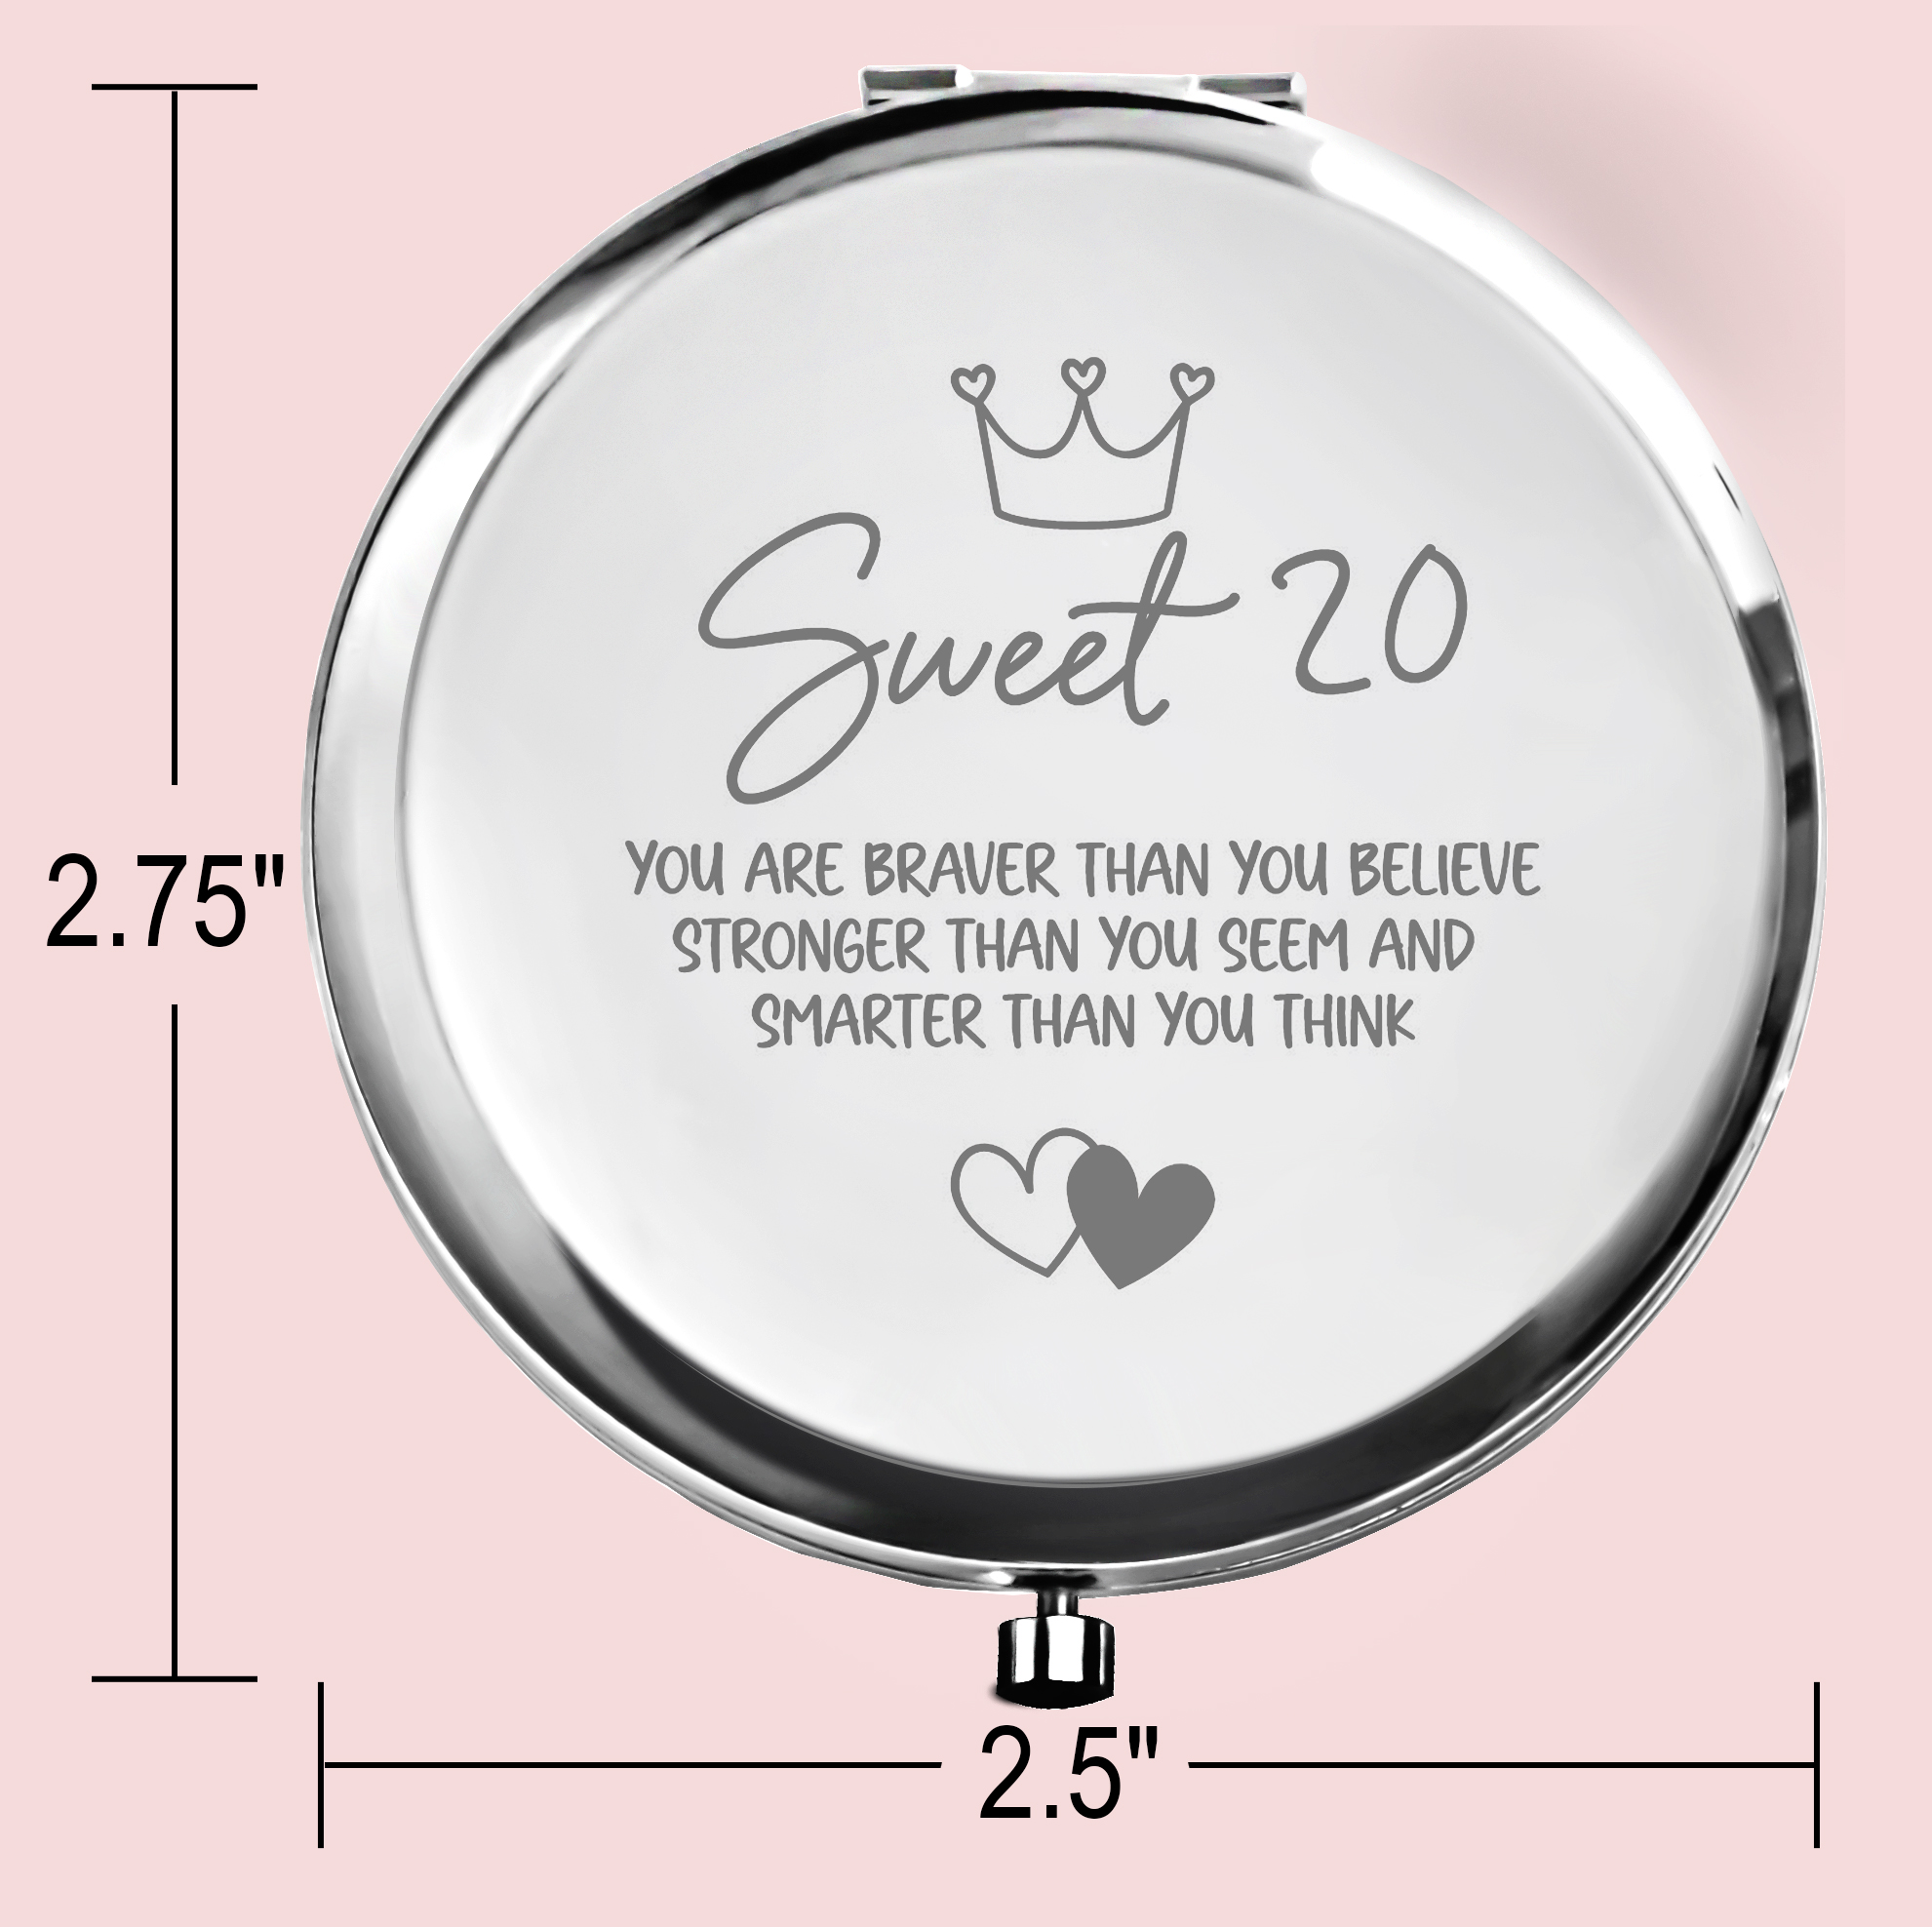 Sweet 20
YOU ARE BRAVER THAN YOU BELIEVE
STRONGER THAN YOU SEEM AND
SMARTER THAN YOU THINK
2.75"
2.5"